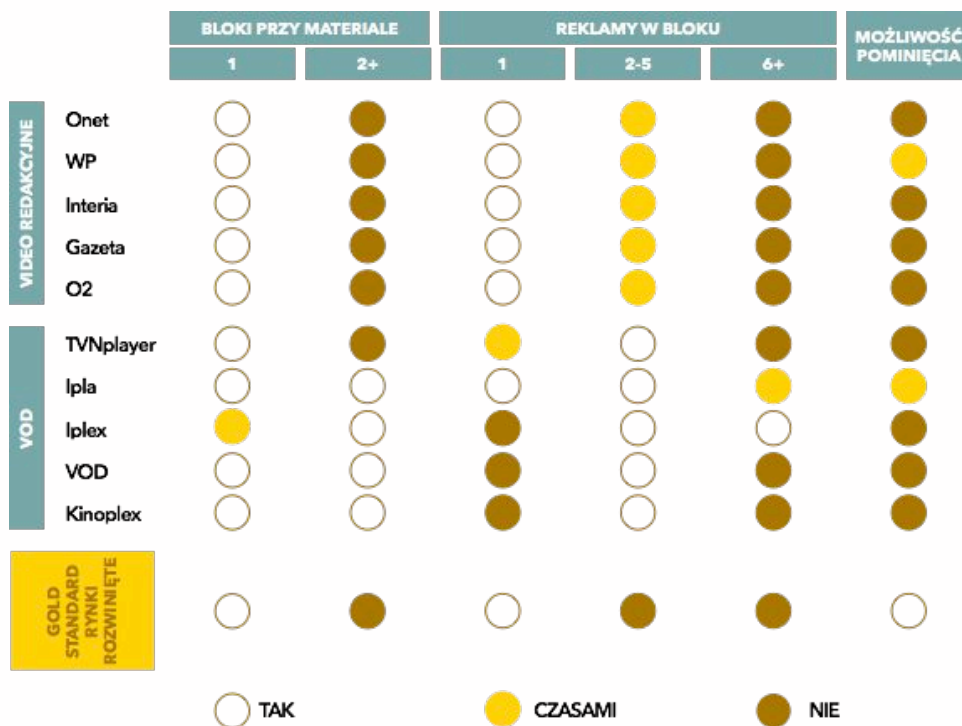 BLOKI PRZY MATERIALE
REKLAMY W BLOKU
MOŻLIWOŚĆ
POMINIĘCIA
1
2+
1
2-5
6+
VIDEO REDAKCYJNE
Onet
WP
Interia
Gazeta
O2
VOD
TVNplayer
Ipla
Iplex
VOD
Kinoplex
GOLD
STANDARD
RYNKI
ROZWINIĘTE
TAK
CZASAMI
NIE